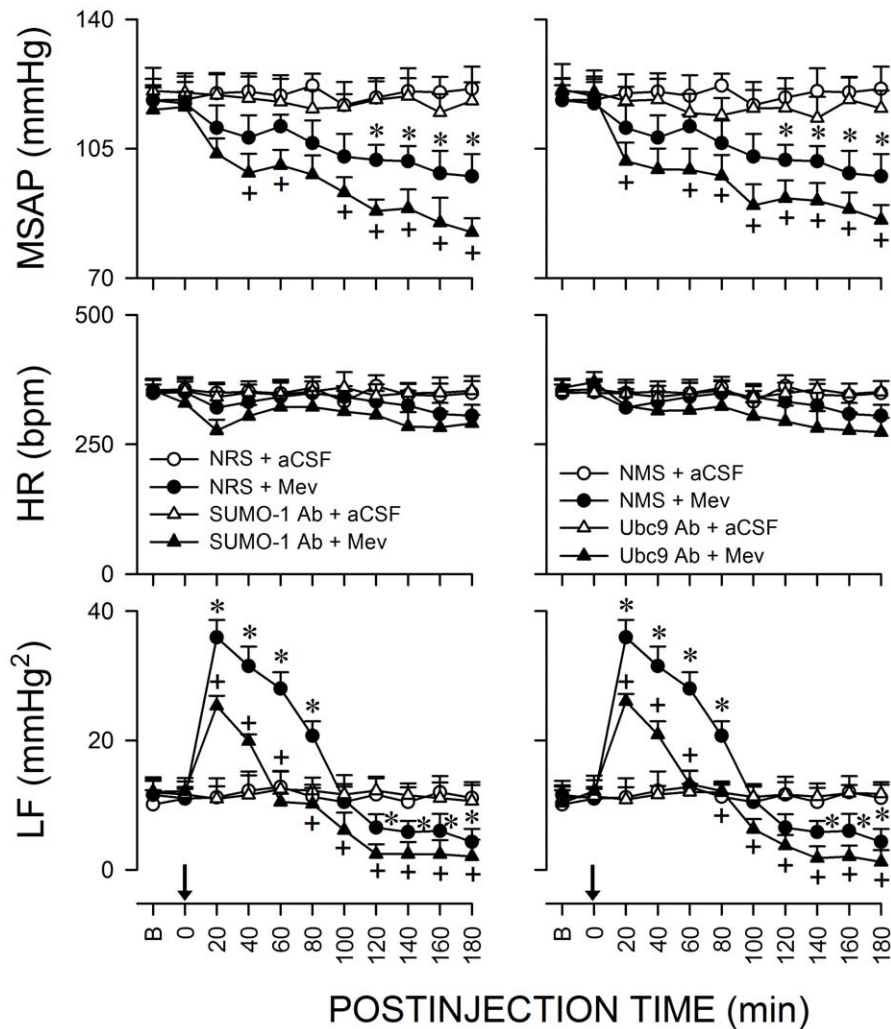 140
105
70
MSAP (mmHg)
* * * *
+ + + + + + +
* * * *
+ + + + + + + +
500
250
0
HR (bpm)
NRS + aCSF
NRS + Mev
SUMO-1 Ab + aCSF
SUMO-1 Ab + Mev
NMS + aCSF
NMS + Mev
Ubc9 Ab + aCSF
Ubc9 Ab + Mev
40
20
0
LF (mmHg²)
* * * *
+ + +
* * * *
+ + + + + +
* * * *
+ + +
* * *
+ + + + + +
B 0 20 40 60 80 100 120 140 160 180
B 0 20 40 60 80 100 120 140 160 180
POSTINJECTION TIME (min)